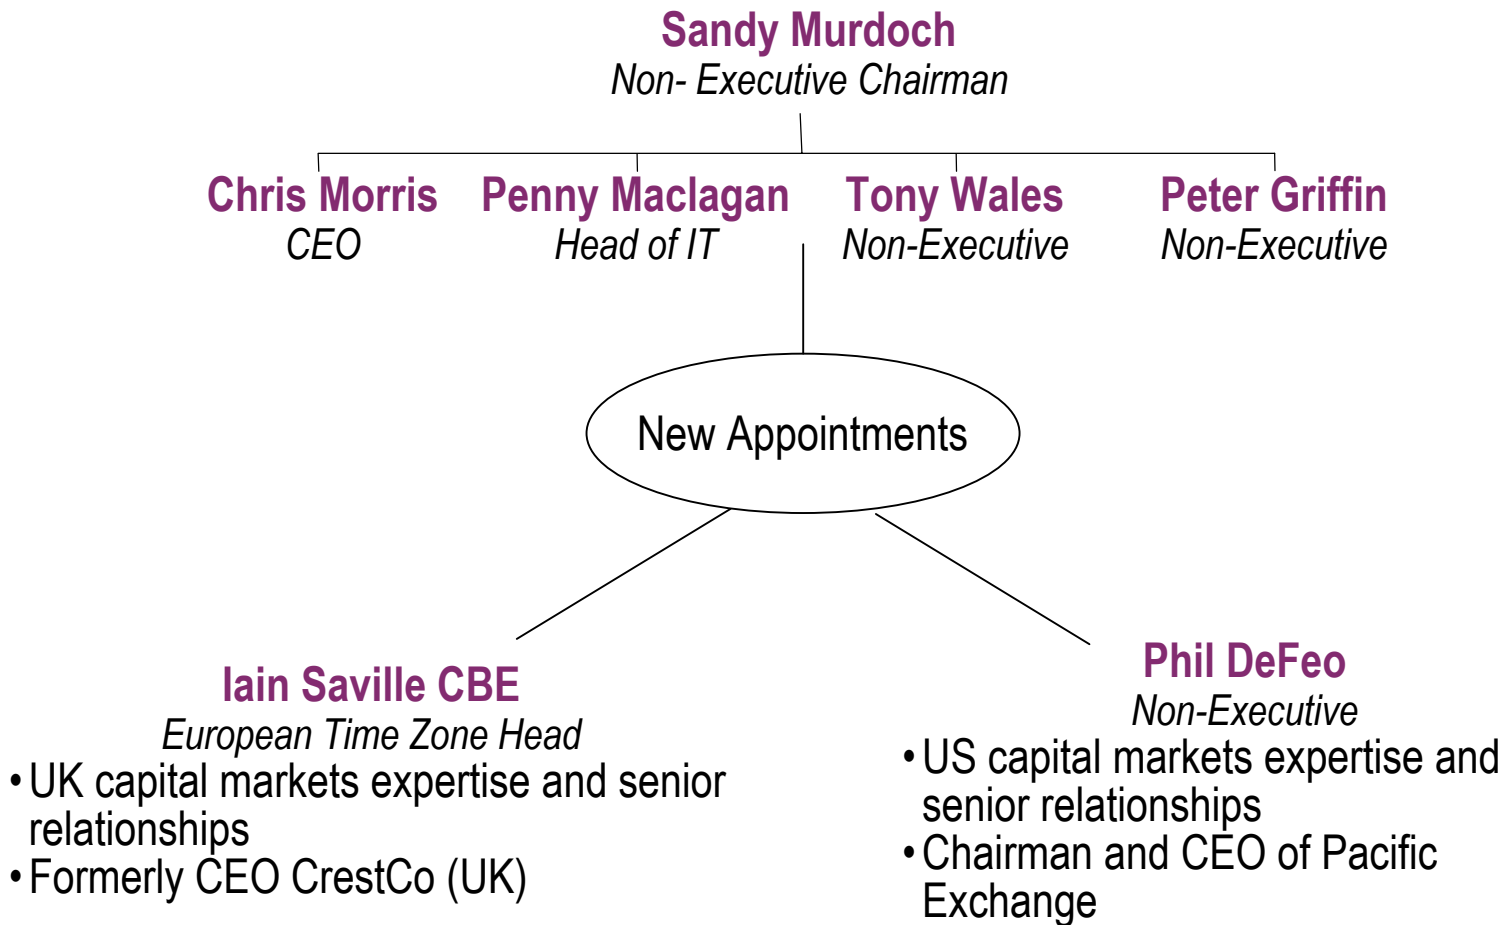 Sandy Murdoch
Non- Executive Chairman
Chris Morris
CEO
Penny Maclagan
Head of IT
Tony Wales
Non-Executive
Peter Griffin
Non-Executive
New Appointments
Iain Saville CBE
European Time Zone Head
•UK capital markets expertise and senior
relationships
•Formerly CEO CrestCo (UK)
Phil DeFeo
Non-Executive
•US capital markets expertise and
senior relationships
•Chairman and CEO of Pacific
Exchange